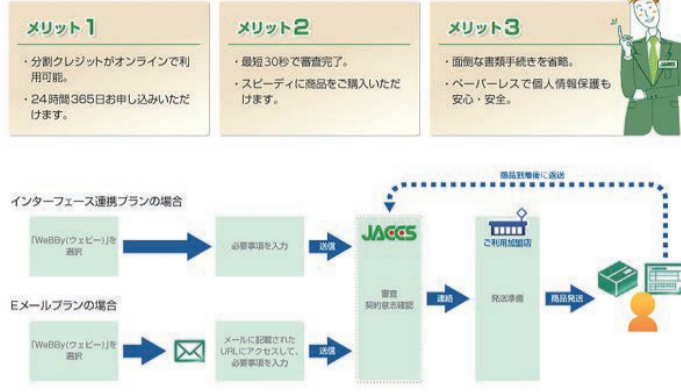 メリット1
・分割クレジットがオンラインで利
用可能。
・24時間365日お申し込みいただ
けます。
メリット2
・最短30秒で審査完了。
・スピーディに商品をご購入いただ
けます。
メリット3
・面倒な書類手続きを省略。
・ペーパーレスで個人情報保護も
安心・安全。
JACCS
商品到着後に返送
インターフェース連携プランの場合
「WeBBy(ウェビー)」を
選択
必要事項を入力
送信
JACCS
審査
契約意志確認
連絡
ご利用加盟店
発送準備
商品発送
Eメールプランの場合
「WeBBy(ウェビー)」を
選択
メールに記載された
URLにアクセスして、
必要事項を入力
送信